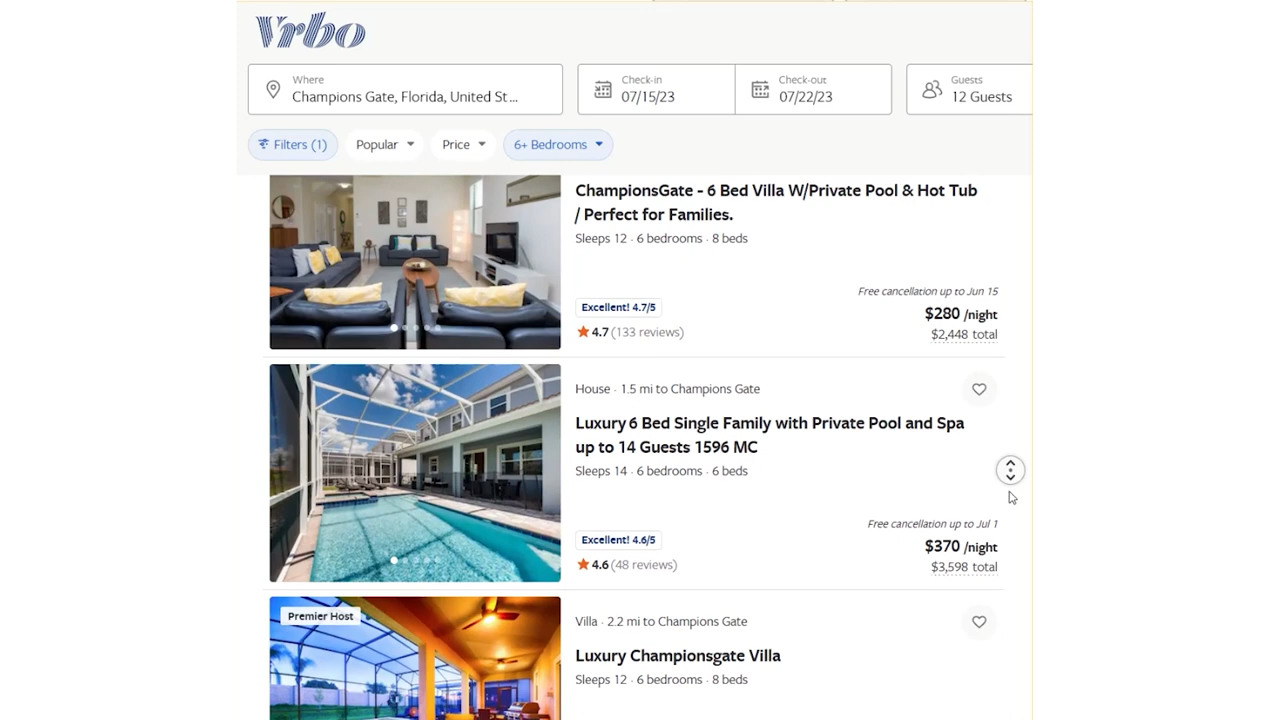 Vrbo
Where
Champions Gate, Florida, United St ...
Check-in
07/15/23
Check-out
07/22/23
Guests
12 Guests
Filters (1)
Popular
Price
6+ Bedrooms
ChampionsGate - 6 Bed Villa W/Private Pool & Hot Tub
/ Perfect for Families.
Sleeps 12 · 6 bedrooms · 8 beds
Free cancellation up to Jun 15
Excellent! 4.7/5
$280 /night
4.7 (133 reviews)
$2,448 total
House · 1.5 mi to Champions Gate
Luxury 6 Bed Single Family with Private Pool and Spa
up to 14 Guests 1596 MC
Sleeps 14 · 6 bedrooms · 6 beds
Free cancellation up to Jul 1
Excellent! 4.6/5
$370 /night
4.6 (48 reviews)
$3,598 total
Premier Host
Villa · 2.2 mi to Champions Gate
Luxury Championsgate Villa
Sleeps 12 · 6 bedrooms · 8 beds